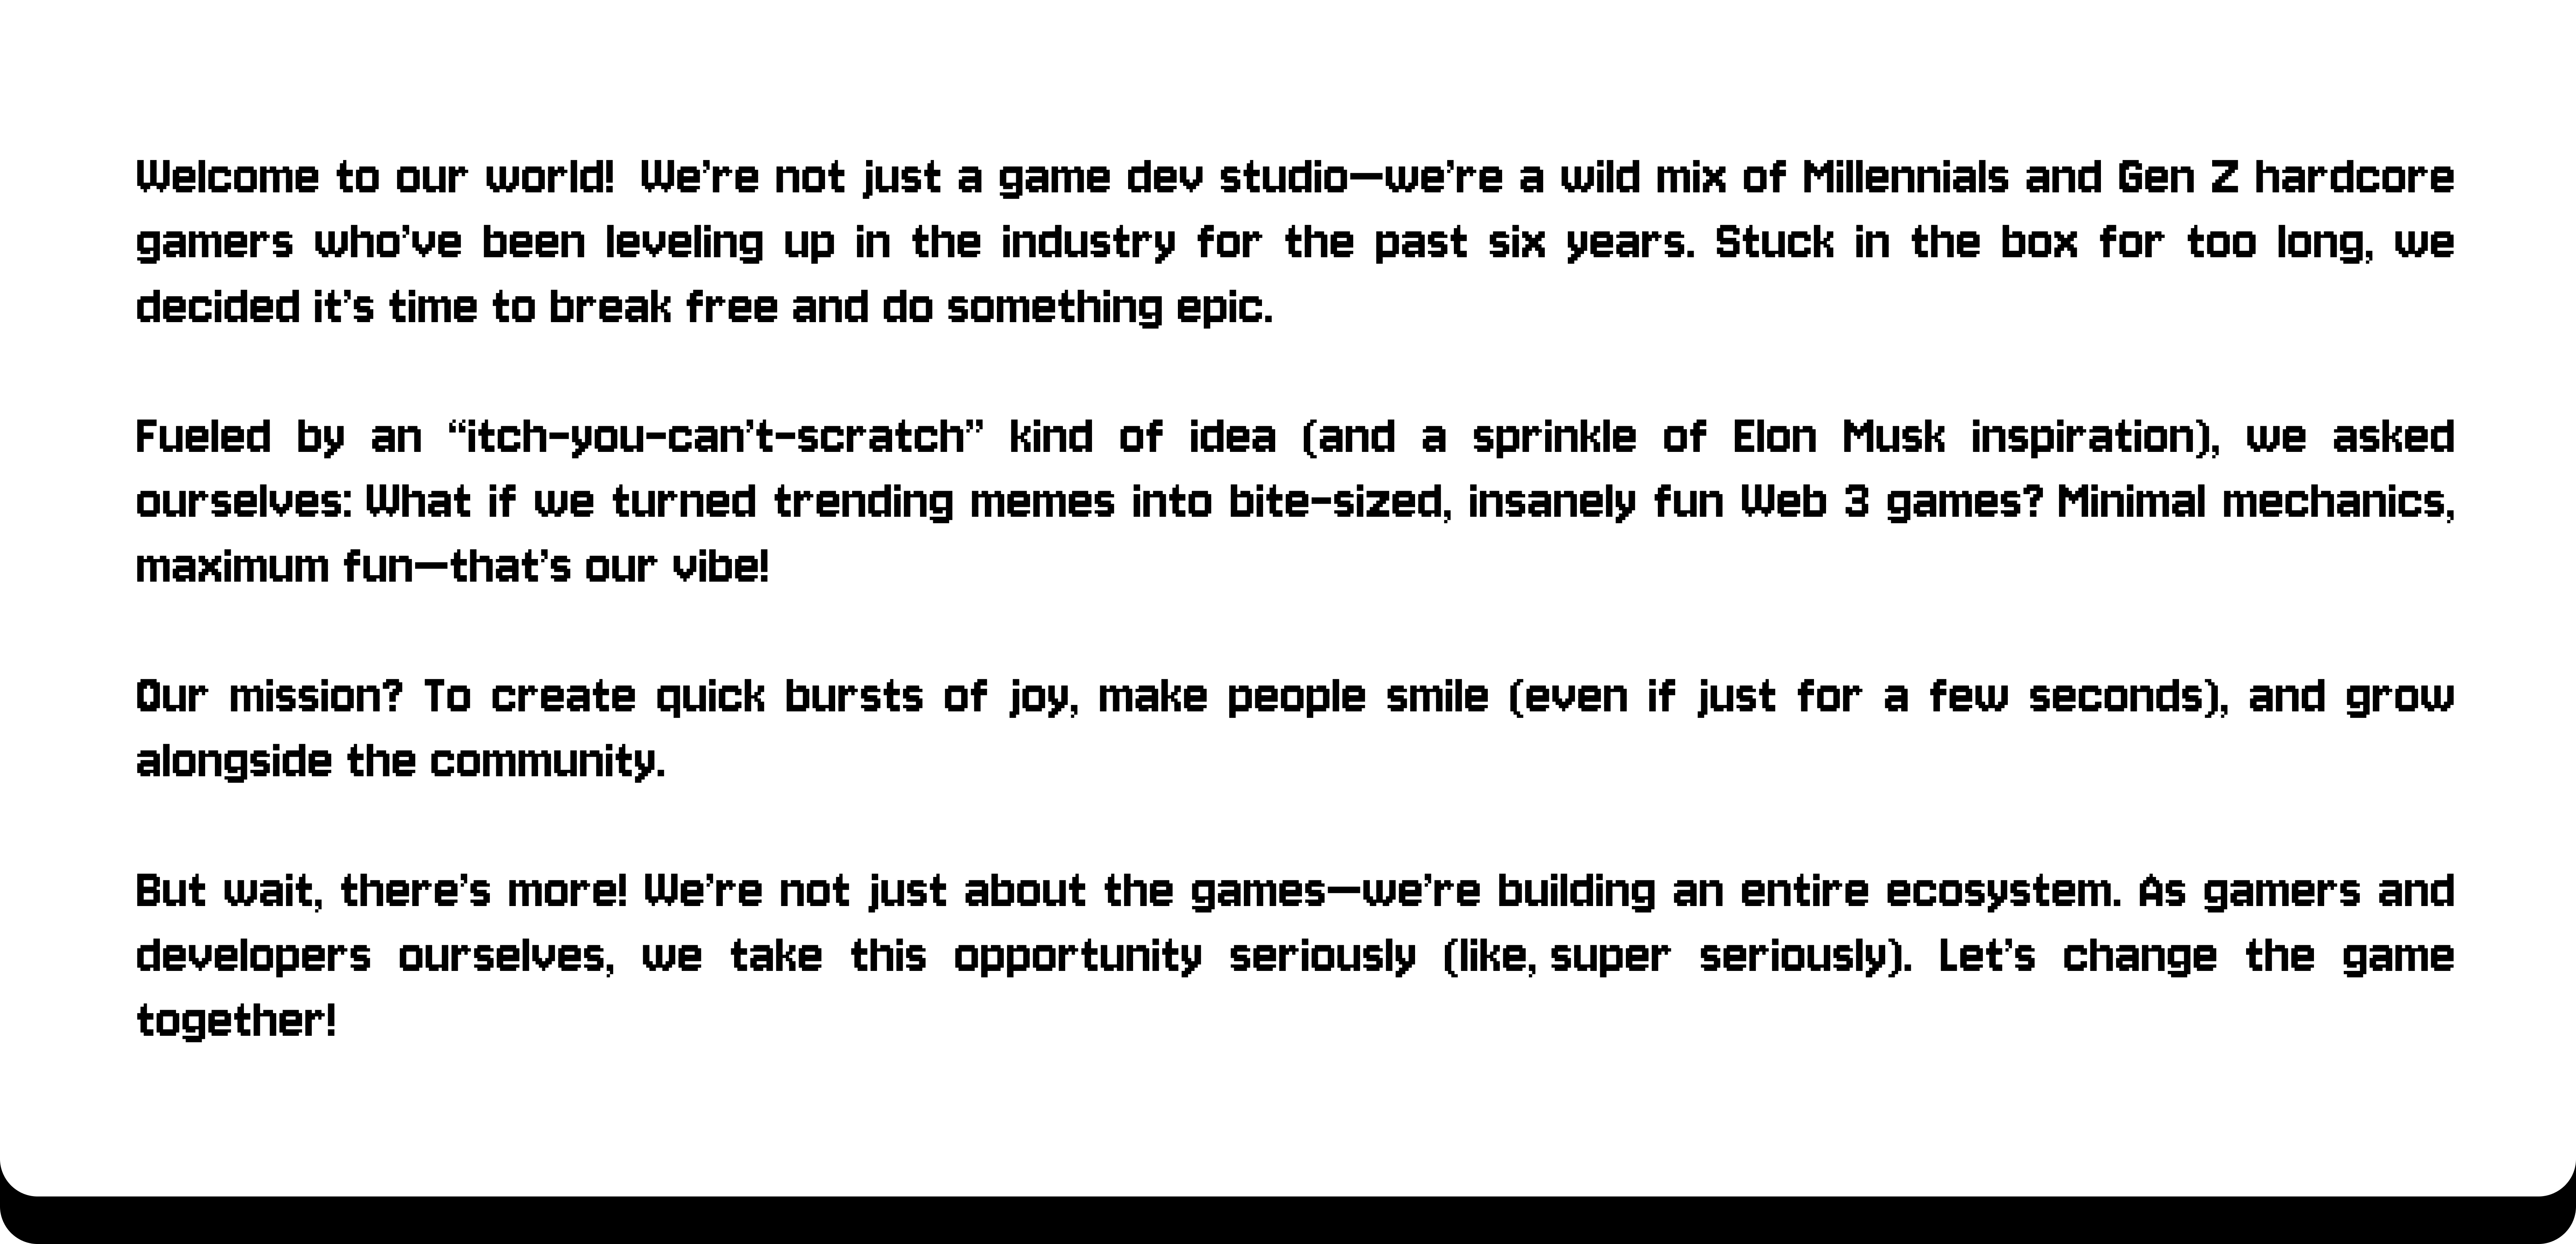 Welcome to our world! We're not just a game dev studio—we're a wild mix of Millennials and Gen Z hardcore
gamers who've been leveling up in the industry for the past six years. Stuck in the box for too long, we
decided it's time to break free and do something epic.
Fueled by an “itch-you-can't-scratch” kind of idea (and a sprinkle of Elon Musk inspiration), we asked
ourselves: What if we turned trending memes into bite-sized, insanely fun Web 3 games? Minimal mechanics,
maximum fun—that's our vibe!
Our mission? To create quick bursts of joy, make people smile (even if just for a few seconds), and grow
alongside the community.
But wait, there's more! We're not just about the games—we're building an entire ecosystem. As gamers and
developers ourselves, we take this opportunity seriously (like, super seriously). Let's change the game
together!